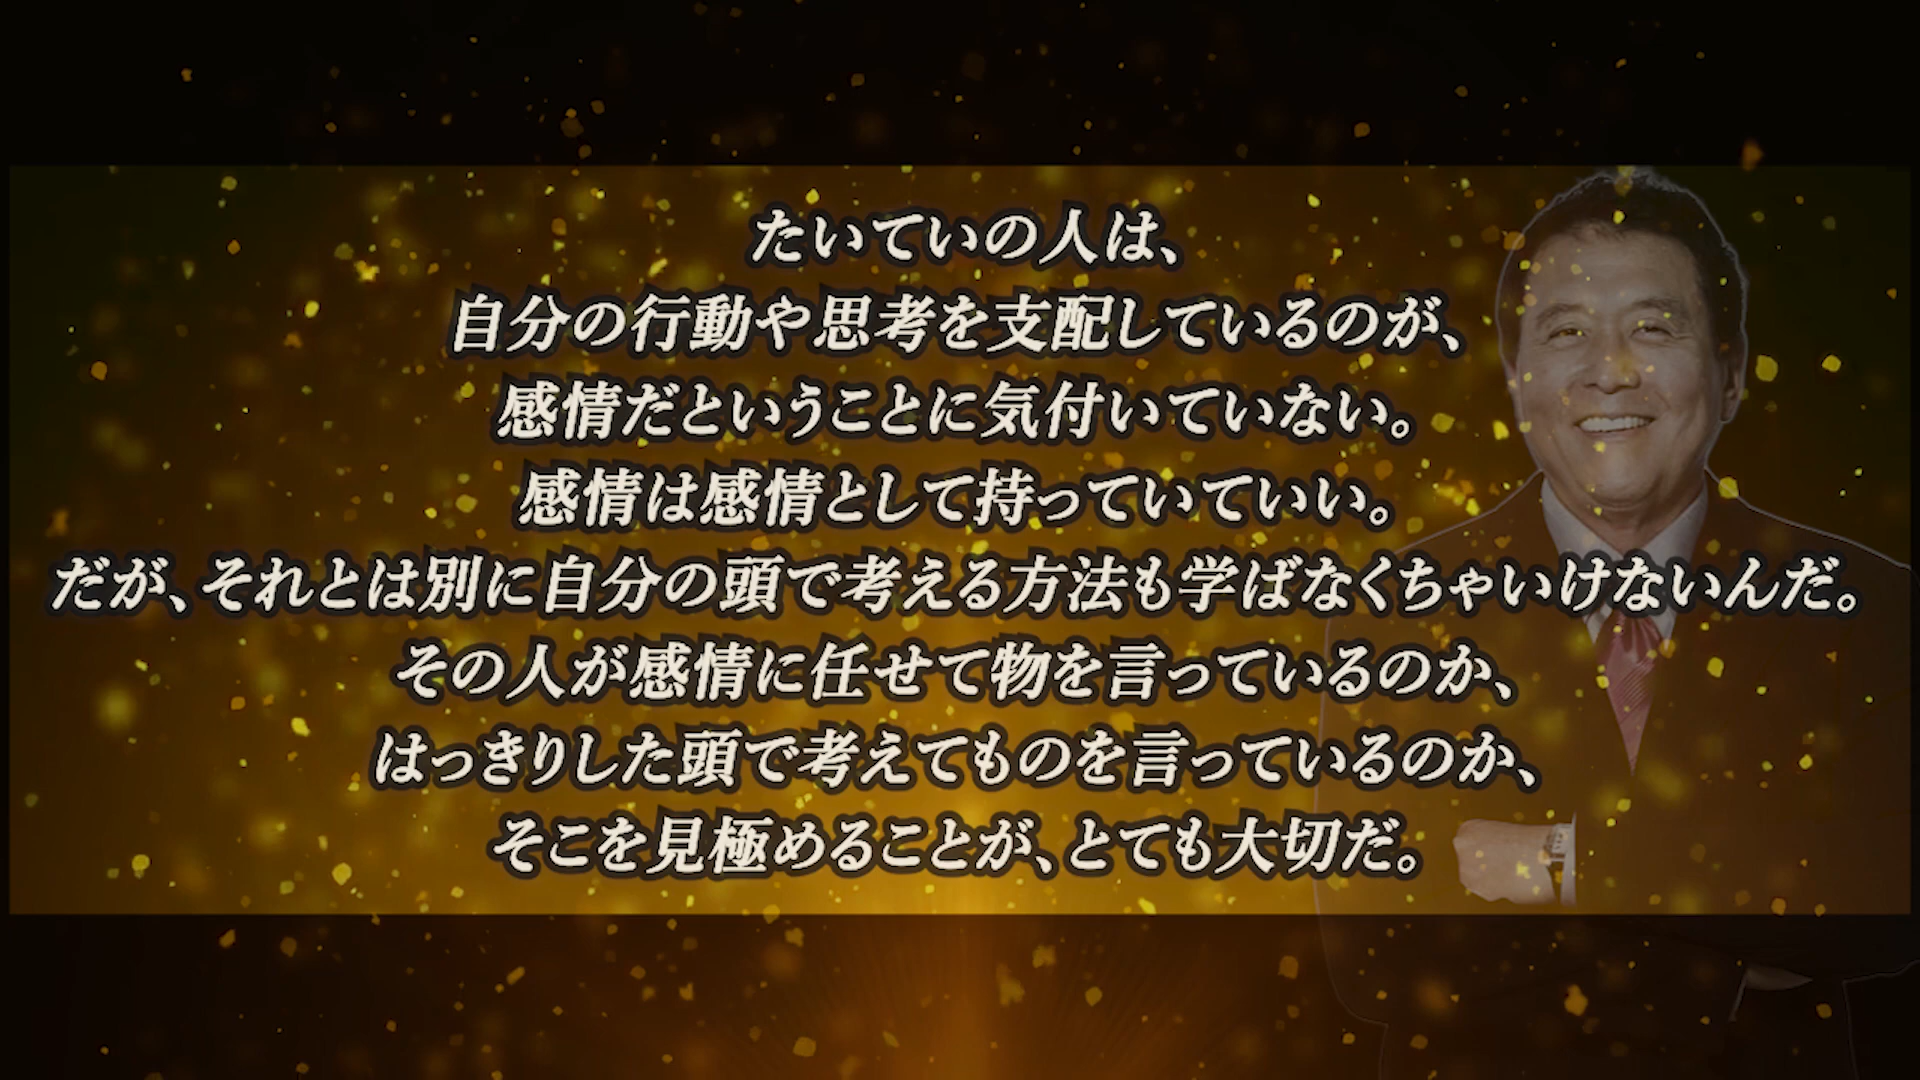 たいていの人は、
自分の行動や思考を支配しているのが、
感情だということに気付いていない。
感情は感情として持っていていい。
だが、それとは別に自分の頭で考える方法も学ばなくちゃいけないんだ。
その人が感情に任せて物を言っているのか、
はっきりした頭で考えてものを言っているのか、
そこを見極めることが、とても大切だ。